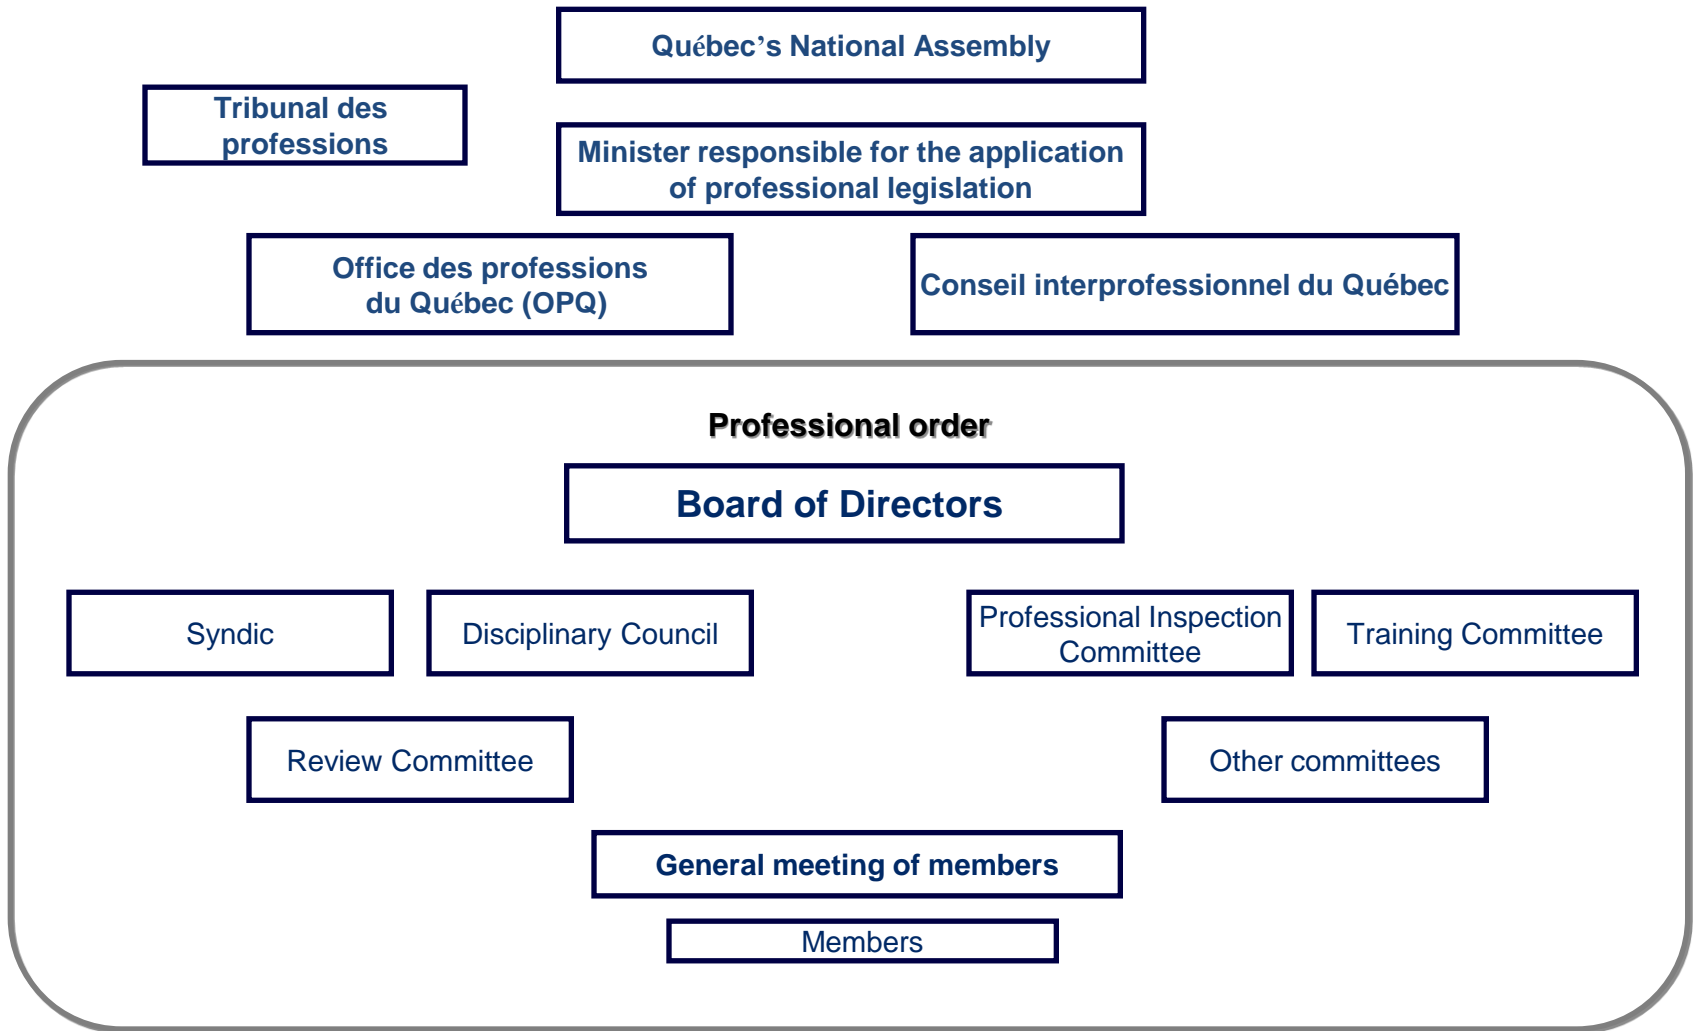 Québec’s National Assembly
Tribunal des
professions
Minister responsible for the application
of professional legislation
Office des professions
du Québec (OPQ)
Conseil interprofessionnel du Québec
Professional order
Board of Directors
Syndic
Disciplinary Council
Professional Inspection
Committee
Training Committee
Review Committee
Other committees
General meeting of members
Members